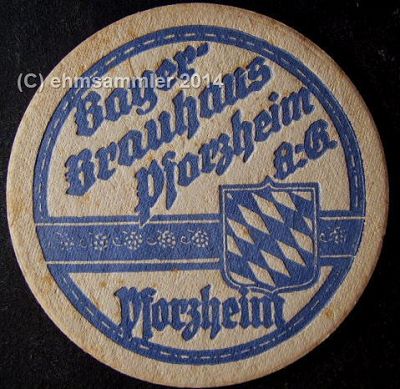 (C) ehmsammler 2014
Bayer-
Brauhaus
Pforzheim
A.-G.
Pforzheim